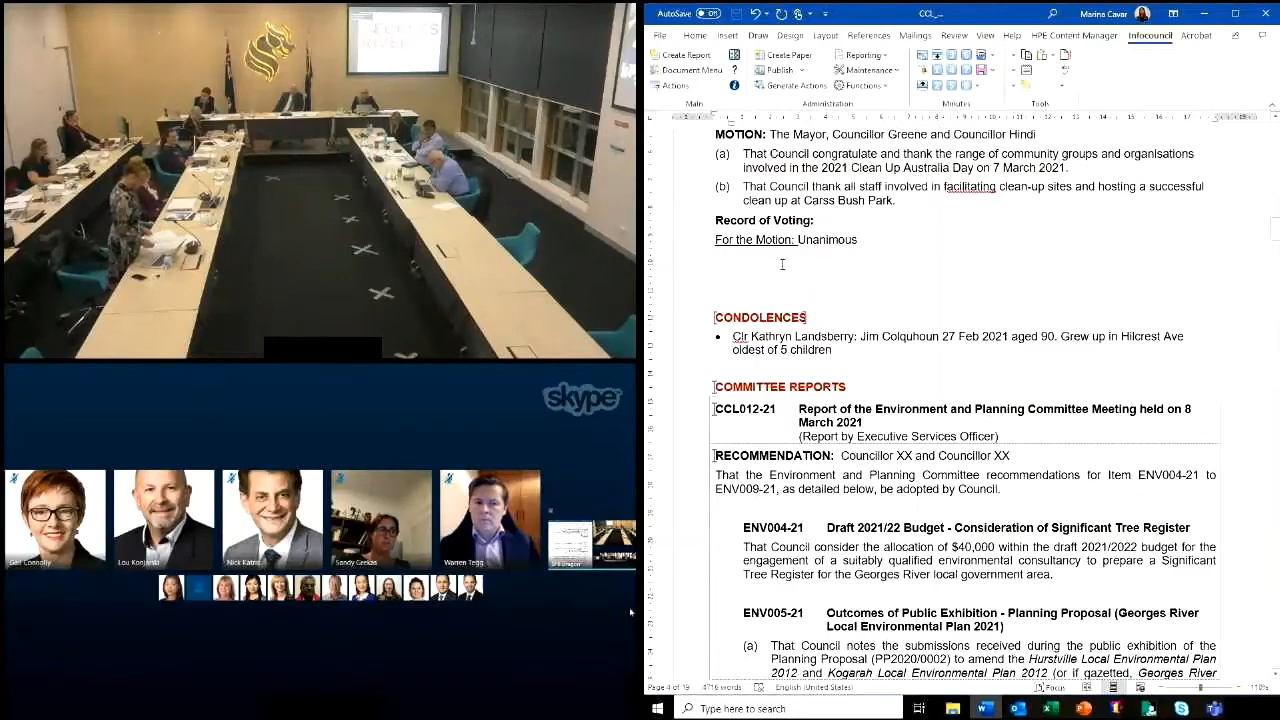 RIVER
skype
Gail Connolly
Lou Konjarski
Nick Katris
Sandy Grekas
Warren Tegg
SFB Dragon
AutoSave
Off
CCL_...
Marina Cavar
File
Home
Insert
Draw
Design
Layout
References
Mailings
Review
View
Help
HPE Content Manager
Infocouncil
Acrobat
Create Report
Document Menu
Actions
Main
Create Paper
Publish
Generate Actions
Reporting
Maintenance
Functions
Administration
Minutes
Tools
MOTION: The Mayor, Councillor Greene and Councillor Hindi
(a) That Council congratulate and thank the range of community groups and organisations
involved in the 2021 Clean Up Australia Day on 7 March 2021.
(b) That Council thank all staff involved in facilitating clean-up sites and hosting a successful
clean up at Carss Bush Park.
Record of Voting:
For the Motion: Unanimous
CONDOLENCES
• Clr Kathryn Landsberry: Jim Colquhoun 27 Feb 2021 aged 90. Grew up in Hilcrest Ave
oldest of 5 children
COMMITTEE REPORTS
CCL012-21 Report of the Environment and Planning Committee Meeting held on 8
March 2021
(Report by Executive Services Officer)
RECOMMENDATION: Councillor XX and Councillor XX
That the Environment and Planning Committee recommendations for Item ENV004-21 to
ENV009-21, as detailed below, be adopted by Council.
ENV004-21 Draft 2021/22 Budget - Consideration of Significant Tree Register
That Council consider the allocation of $40,000 within the draft 2021/2022 budget for the
engagement of a suitably qualified environmental consultancy to prepare a Significant
Tree Register for the Georges River local government area.
ENV005-21 Outcomes of Public Exhibition - Planning Proposal (Georges River
Local Environmental Plan 2021)
(a) That Council notes the submissions received during the public exhibition of the
Planning Proposal (PP2020/0002) to amend the Hurstville Local Environmental Plan
2012 and Kogarah Local Environmental Plan 2012 (or if gazetted, Georges River
Page 4 of 19
4716 words
English (United States)
Focus
110%
Type here to search